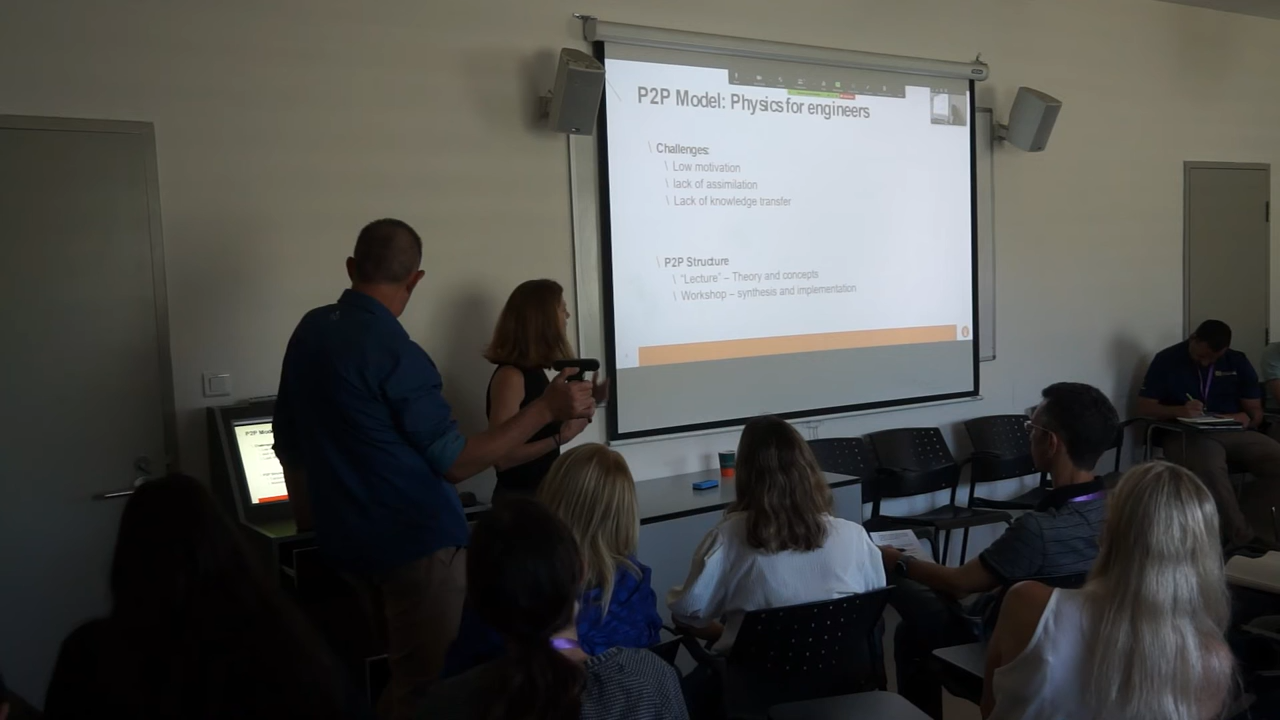 P2P Model: Physics for engineers
\ Challenges:
\ Low motivation
\ lack of assimilation
\ Lack of knowledge transfer
\ P2P Structure
\ "Lecture" – Theory and concepts
\ Workshop – synthesis and implementation